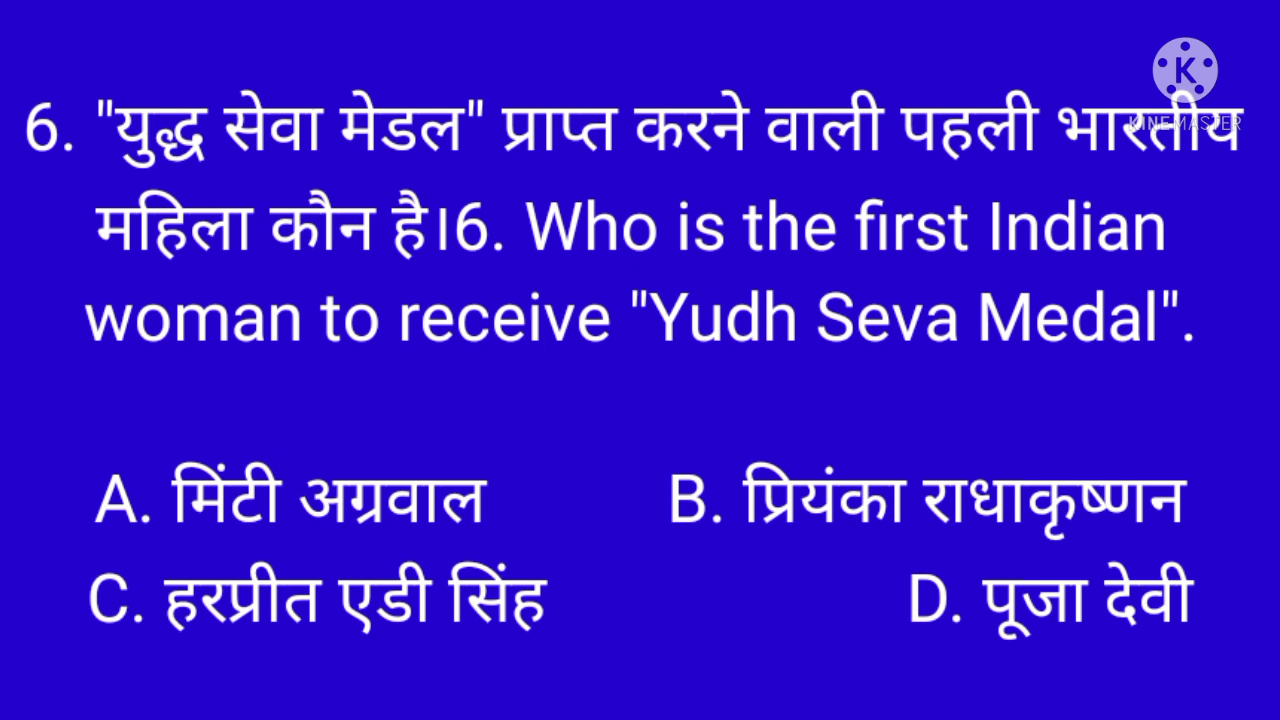 K
KINEMASTER
6. "युद्ध सेवा मेडल" प्राप्त करने वाली पहली भारतीय
महिला कौन है।6. Who is the first Indian
woman to receive "Yudh Seva Medal".
A. मिंटी अग्रवाल B. प्रियंका राधाकृष्णन
C. हरप्रीत एडी सिंह D. पूजा देवी